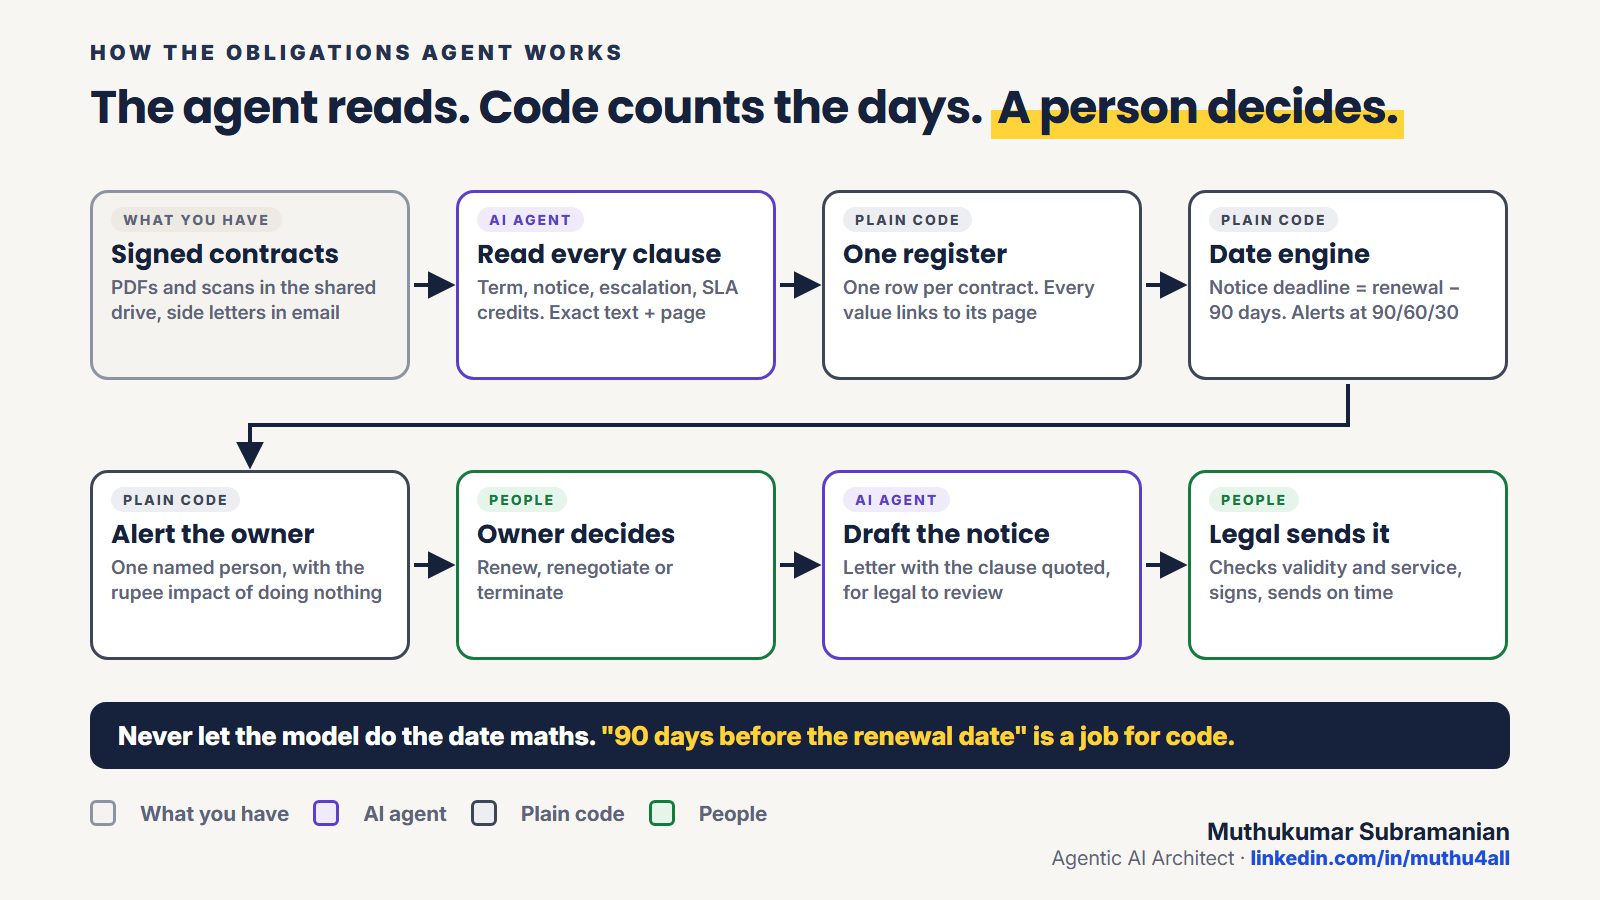 HOW THE OBLIGATIONS AGENT WORKS
The agent reads. Code counts the days. A person decides.
WHAT YOU HAVE
Signed contracts
PDFs and scans in the shared
drive, side letters in email
AI AGENT
Read every clause
Term, notice, escalation, SLA
credits. Exact text + page
PLAIN CODE
One register
One row per contract. Every
value links to its page
PLAIN CODE
Date engine
Notice deadline = renewal −
90 days. Alerts at 90/60/30
PLAIN CODE
Alert the owner
One named person, with the
rupee impact of doing nothing
PEOPLE
Owner decides
Renew, renegotiate or
terminate
AI AGENT
Draft the notice
Letter with the clause quoted,
for legal to review
PEOPLE
Legal sends it
Checks validity and service,
signs, sends on time
Never let the model do the date maths. "90 days before the renewal date" is a job for code.
What you have AI agent Plain code People
Muthukumar Subramanian
Agentic AI Architect · linkedin.com/in/muthu4all